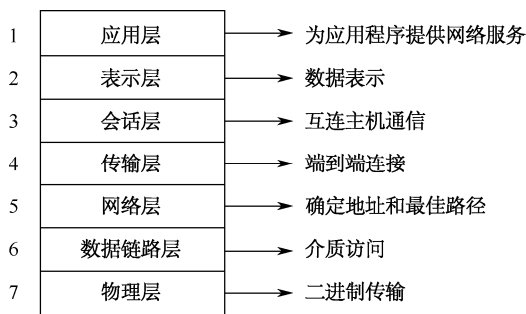 1 应用层 为应用程序提供网络服务
2 表示层 数据表示
3 会话层 互连主机通信
4 传输层 端到端连接
5 网络层 确定地址和最佳路径
6 数据链路层 介质访问
7 物理层 二进制传输